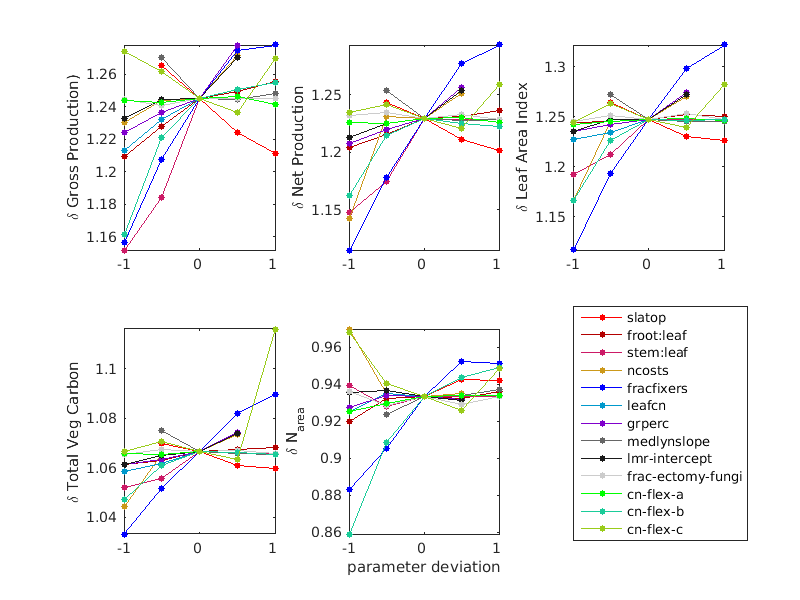 δ Gross Production)
1.26
1.24
1.22
1.2
1.18
1.16
-1
0
1
δ Net Production
1.25
1.2
1.15
-1
0
1
δ Leaf Area Index
1.3
1.25
1.2
1.15
-1
0
1
δ Total Veg Carbon
1.1
1.08
1.06
1.04
-1
0
1
δ Narea
0.96
0.94
0.92
0.9
0.88
0.86
-1
0
1
parameter deviation
slatop
froot:leaf
stem:leaf
ncosts
fracfixers
leafcn
grperc
medlynslope
lmr-intercept
frac-ectomy-fungi
cn-flex-a
cn-flex-b
cn-flex-c